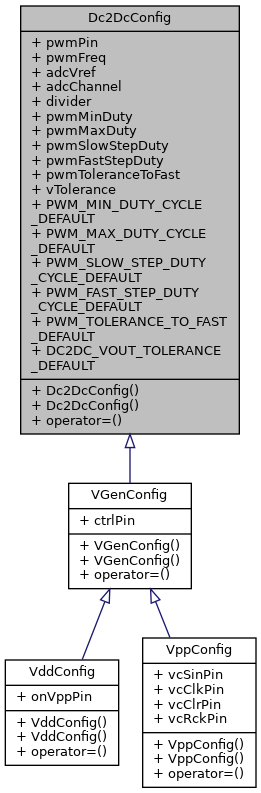 Dc2DcConfig
+ pwmPin
+ pwmFreq
+ adcVref
+ adcChannel
+ divider
+ pwmMinDuty
+ pwmMaxDuty
+ pwmSlowStepDuty
+ pwmFastStepDuty
+ pwmToleranceToFast
+ vTolerance
+ PWM_MIN_DUTY_CYCLE
_DEFAULT
+ PWM_MAX_DUTY_CYCLE
_DEFAULT
+ PWM_SLOW_STEP_DUTY
_CYCLE_DEFAULT
+ PWM_FAST_STEP_DUTY
_CYCLE_DEFAULT
+ PWM_TOLERANCE_TO_FAST
_DEFAULT
+ DC2DC_VOUT_TOLERANCE
_DEFAULT
+ Dc2DcConfig()
+ Dc2DcConfig()
+ operator=()
VGenConfig
+ ctrlPin
+ VGenConfig()
+ VGenConfig()
+ operator=()
VddConfig
+ onVppPin
+ VddConfig()
+ VddConfig()
+ operator=()
VppConfig
+ vcSinPin
+ vcClkPin
+ vcClrPin
+ vcRckPin
+ VppConfig()
+ VppConfig()
+ operator=()